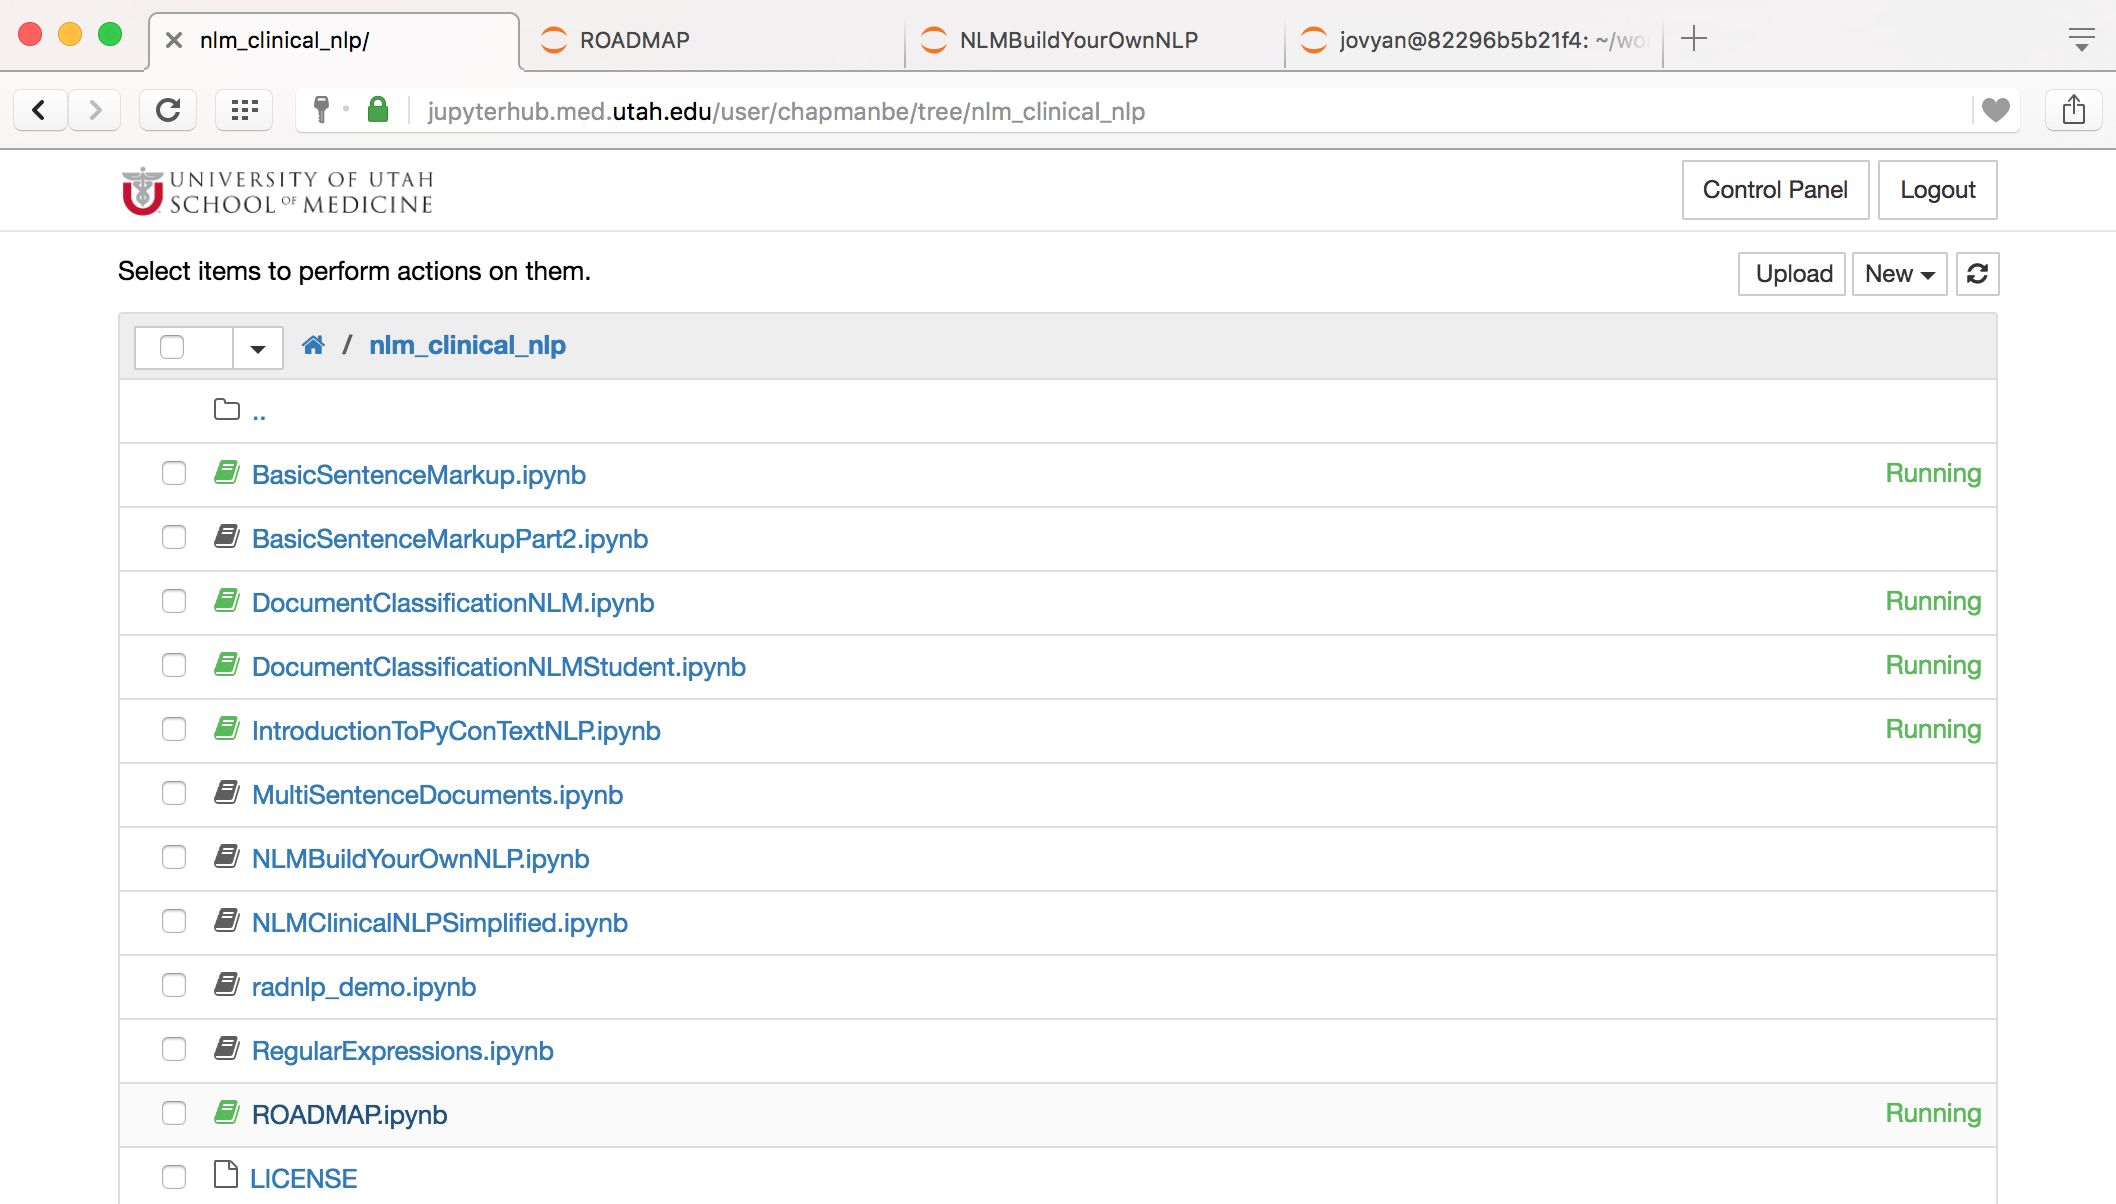 nlm_clinical_nlp/
ROADMAP
NLMBuildYourOwnNLP
jovyan@82296b5b21f4: ~/wo
jupyterhub.med.utah.edu/user/chapmanbe/tree/nlm_clinical_nlp
UNIVERSITY OF UTAH
SCHOOL OF MEDICINE
Control Panel
Logout
Select items to perform actions on them.
Upload
New
/ nlm_clinical_nlp
..
BasicSentenceMarkup.ipynb Running
BasicSentenceMarkupPart2.ipynb
DocumentClassificationNLM.ipynb Running
DocumentClassificationNLMStudent.ipynb Running
IntroductionToPyConTextNLP.ipynb Running
MultiSentenceDocuments.ipynb
NLMBuildYourOwnNLP.ipynb
NLMClinicalNLPSimplified.ipynb
radnlp_demo.ipynb
RegularExpressions.ipynb
ROADMAP.ipynb Running
LICENSE